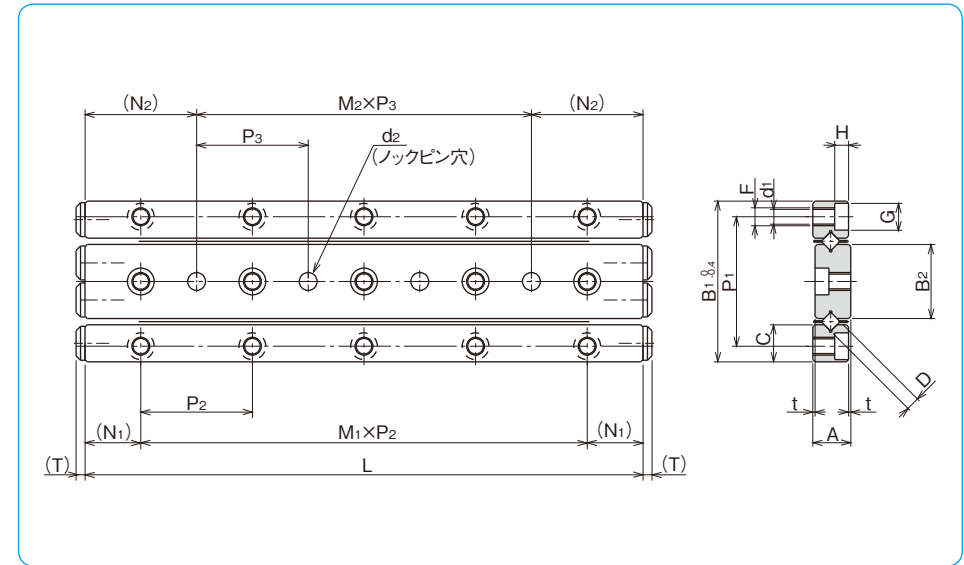 (N2) M2×P3 (N2)
P3 d2
(ノックピン穴)
H
F d1 G
B1 0 -0.4 P1 B2
C D
P2 t t
(N1) M1×P2 (N1) A
(T) L (T)